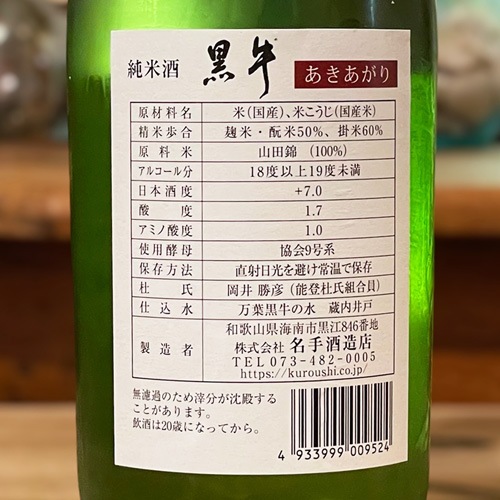 純米酒 黒牛 あきあがり
原材料名 米(国産)、米こうじ(国産米)
精米歩合 麹米・酛米50%、掛米60%
原料米 山田錦 (100%)
アルコール分 18度以上19度未満
日本酒度 +7.0
酸度 1.7
アミノ酸度 1.0
使用酵母 協会9号系
保存方法 直射日光を避け常温で保存
杜氏 岡井 勝彦(能登杜氏組合員)
仕込水 万葉黒牛の水 蔵内井戸
製造者 和歌山県海南市黒江846番地
株式会社 名手酒造店
TEL 073-482-0005
https://kuroushi.co.jp/
無濾過のため滓分が沈殿する
ことがあります。
飲酒は20歳になってから。
4 933999 009524